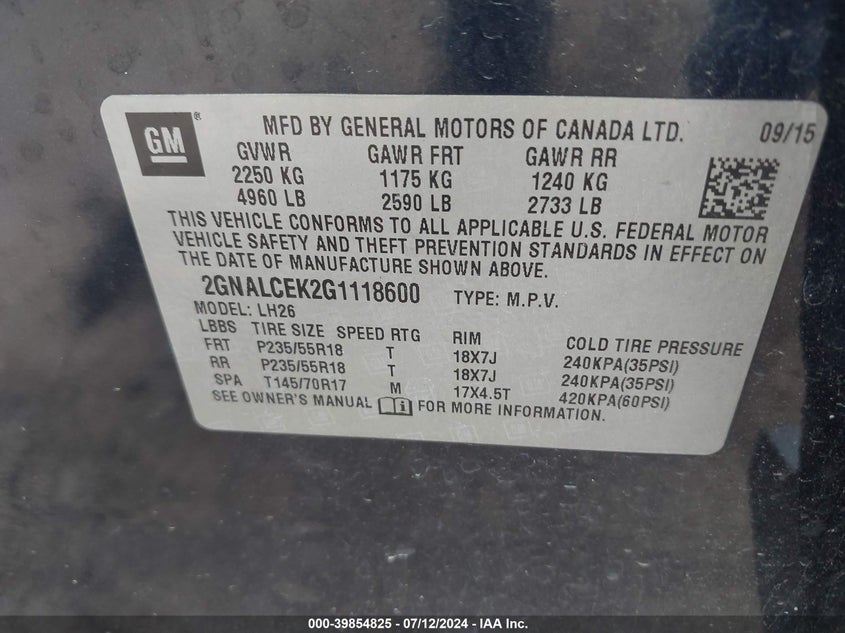 GM ® MFD BY GENERAL MOTORS OF CANADA LTD. 09/15
GVWR GAWR FRT GAWR RR
2250 KG 1175 KG 1240 KG
4960 LB 2590 LB 2733 LB
THIS VEHICLE CONFORMS TO ALL APPLICABLE U.S. FEDERAL MOTOR
VEHICLE SAFETY AND THEFT PREVENTION STANDARDS IN EFFECT ON
THE DATE OF MANUFACTURE SHOWN ABOVE.
2GNALCEK2G1118600 TYPE: M.P.V.
MODEL: LH26
LBBS TIRE SIZE SPEED RTG RIM COLD TIRE PRESSURE
FRT P235/55R18 T 18X7J 240KPA(35PSI)
RR P235/55R18 T 18X7J 240KPA(35PSI)
SPA T145/70R17 M 17X4.5T 420KPA(60PSI)
SEE OWNER'S MANUAL FOR MORE INFORMATION.
000-39854825 - 07/12/2024 - IAA Inc.